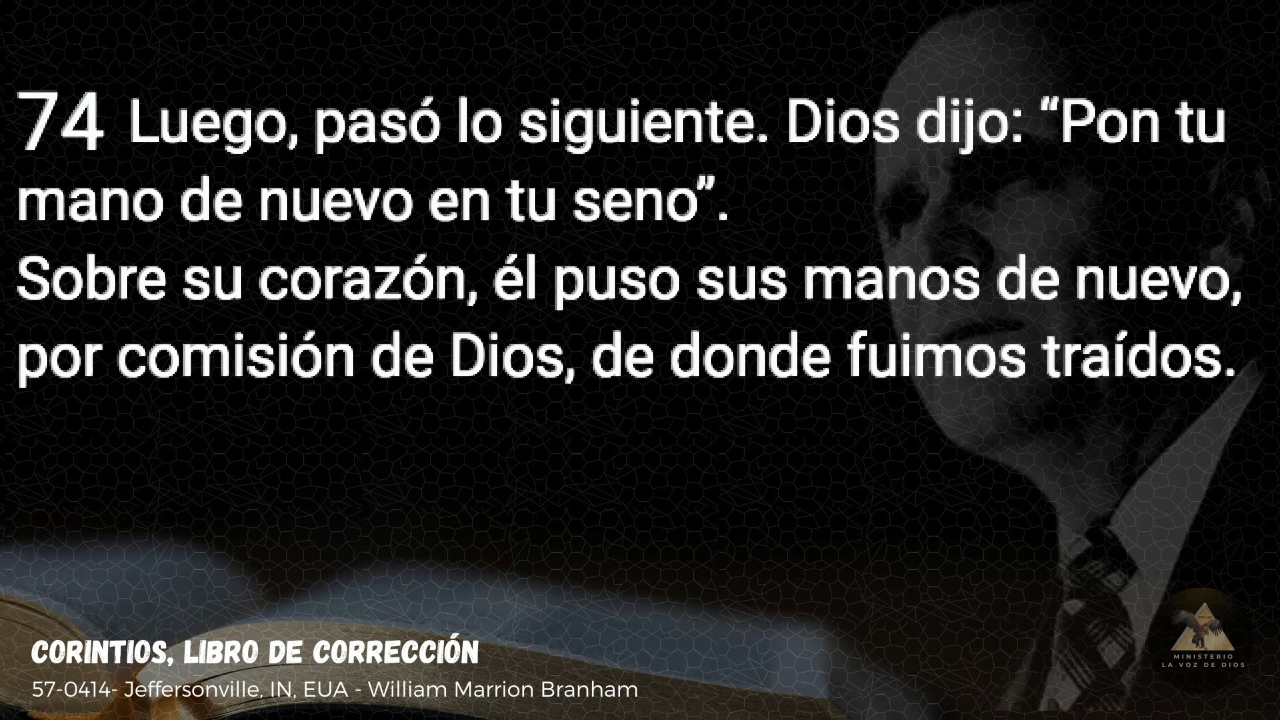 74 Luego, pasó lo siguiente. Dios dijo: “Pon tu
mano de nuevo en tu seno”.
Sobre su corazón, él puso sus manos de nuevo,
por comisión de Dios, de donde fuimos traídos.
CORINTIOS, LIBRO DE CORRECCIÓN
57-0414- Jeffersonville, IN, EUA - William Marrion Branham
MINISTERIO
LA VOZ DE DIOS